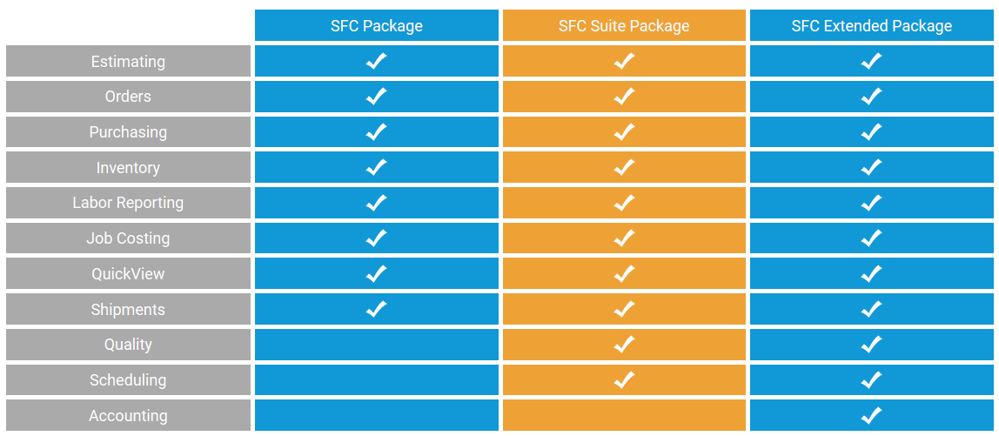 SFC Package SFC Suite Package SFC Extended Package
Estimating
Orders
Purchasing
Inventory
Labor Reporting
Job Costing
QuickView
Shipments
Quality
Scheduling
Accounting